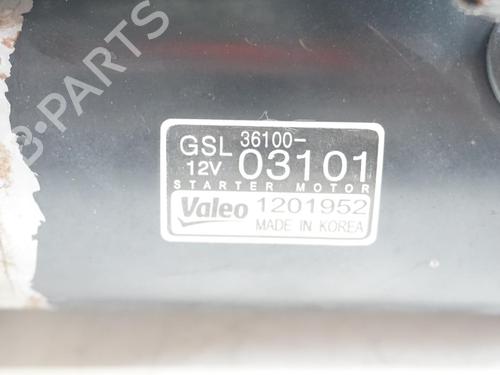 GSL 36100-
12V 03101
STARTER MOTOR
Valeo 1201952
MADE IN KOREA
B-PARTS